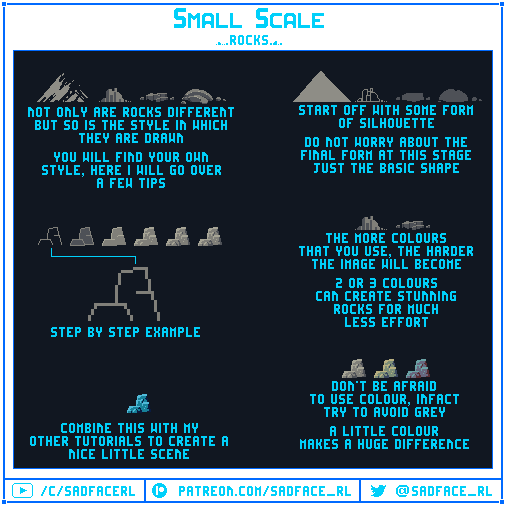 Small Scale
ROCKS
NOT ONLY ARE ROCKS DIFFERENT
BUT SO IS THE STYLE IN WHICH
THEY ARE DRAWN
YOU WILL FIND YOUR OWN
STYLE, HERE I WILL GO OVER
A FEW TIPS
START OFF WITH SOME FORM
OF SILHOUETTE
DO NOT WORRY ABOUT THE
FINAL FORM AT THIS STAGE
JUST THE BASIC SHAPE
STEP BY STEP EXAMPLE
THE MORE COLOURS
THAT YOU USE, THE HARDER
THE IMAGE WILL BECOME
2 OR 3 COLOURS
CAN CREATE STUNNING
ROCKS FOR MUCH
LESS EFFORT
COMBINE THIS WITH MY
OTHER TUTORIALS TO CREATE A
NICE LITTLE SCENE
DON'T BE AFRAID
TO USE COLOUR, INFACT
TRY TO AVOID GREY
A LITTLE COLOUR
MAKES A HUGE DIFFERENCE
/C/SADFACERL
PATREON.COM/SADFACE_RL
@SADFACE_RL